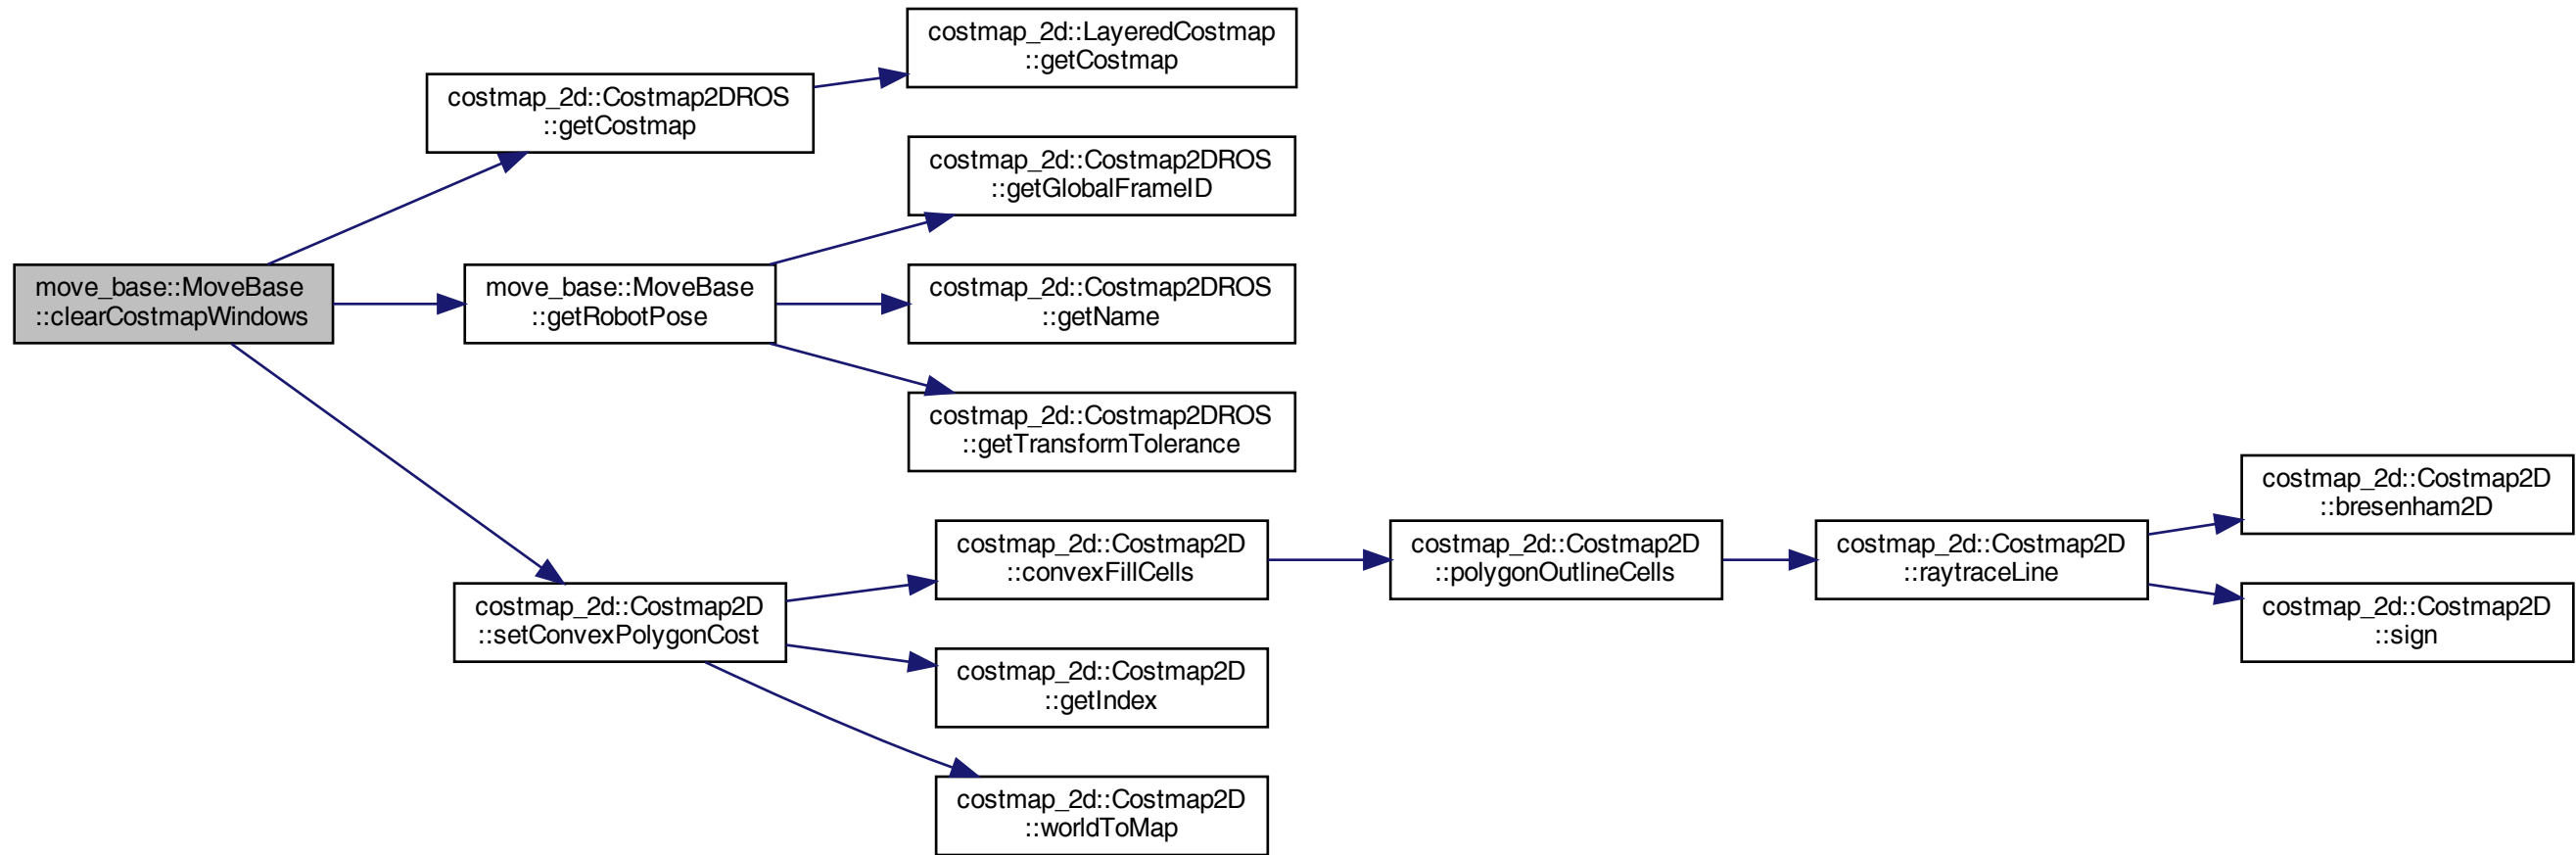 costmap_2d::LayeredCostmap
::getCostmap
costmap_2d::Costmap2DROS
::getCostmap
costmap_2d::Costmap2DROS
::getGlobalFrameID
move_base::MoveBase
::clearCostmapWindows
move_base::MoveBase
::getRobotPose
costmap_2d::Costmap2DROS
::getName
costmap_2d::Costmap2DROS
::getTransformTolerance
costmap_2d::Costmap2D
::bresenham2D
costmap_2d::Costmap2D
::convexFillCells
costmap_2d::Costmap2D
::polygonOutlineCells
costmap_2d::Costmap2D
::raytraceLine
costmap_2d::Costmap2D
::setConvexPolygonCost
costmap_2d::Costmap2D
::sign
costmap_2d::Costmap2D
::getIndex
costmap_2d::Costmap2D
::worldToMap